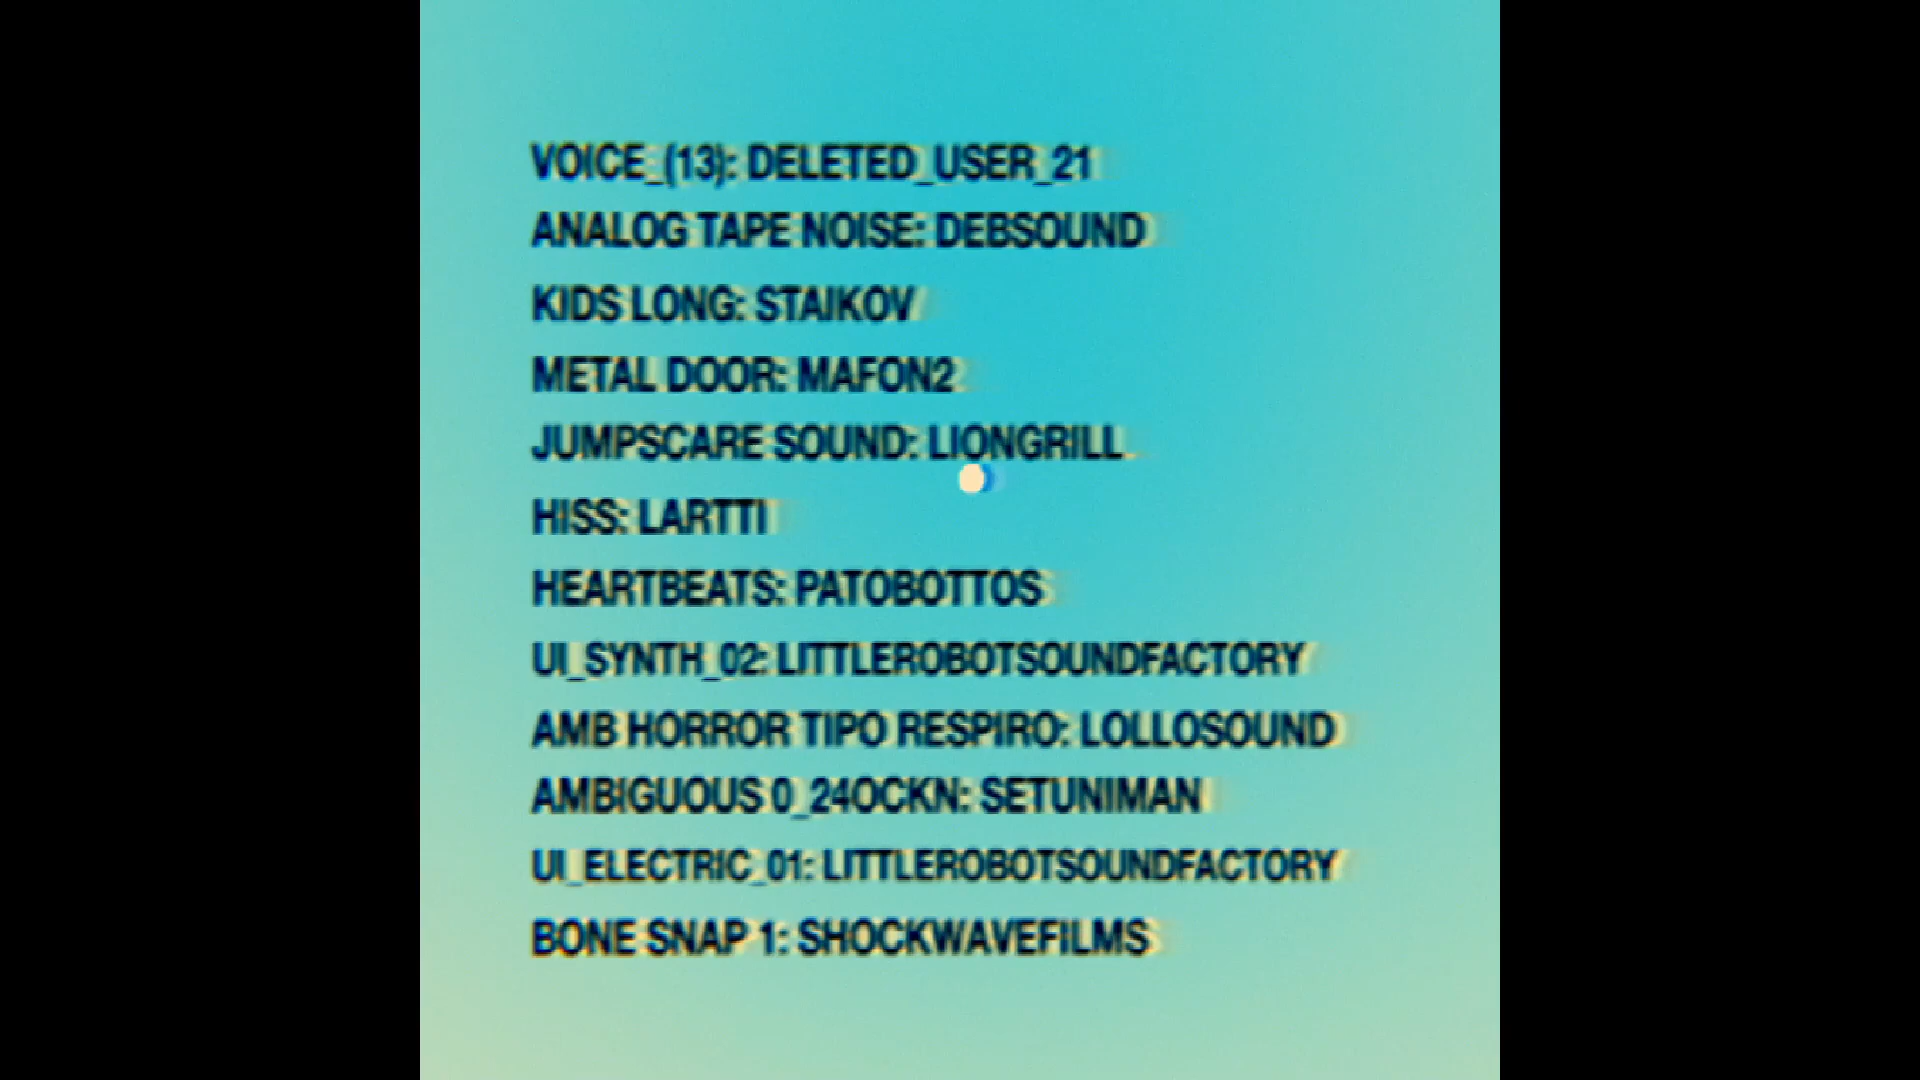 VOICE_(13): DELETED_USER_21
ANALOG TAPE NOISE: DEBSOUND
KIDS LONG: STAIKOV
METAL DOOR: MAFON2
JUMPSCARE SOUND: LIONGRILL
HISS: LARTTI
HEARTBEATS: PATOBOTTOS
UI_SYNTH_02: LITTLEROBOTSOUNDFACTORY
AMB HORROR TIPO RESPIRO: LOLLOSOUND
AMBIGUOUS 0_24OCKN: SETUNIMAN
UI_ELECTRIC_01: LITTLEROBOTSOUNDFACTORY
BONE SNAP 1: SHOCKWAVEFILMS